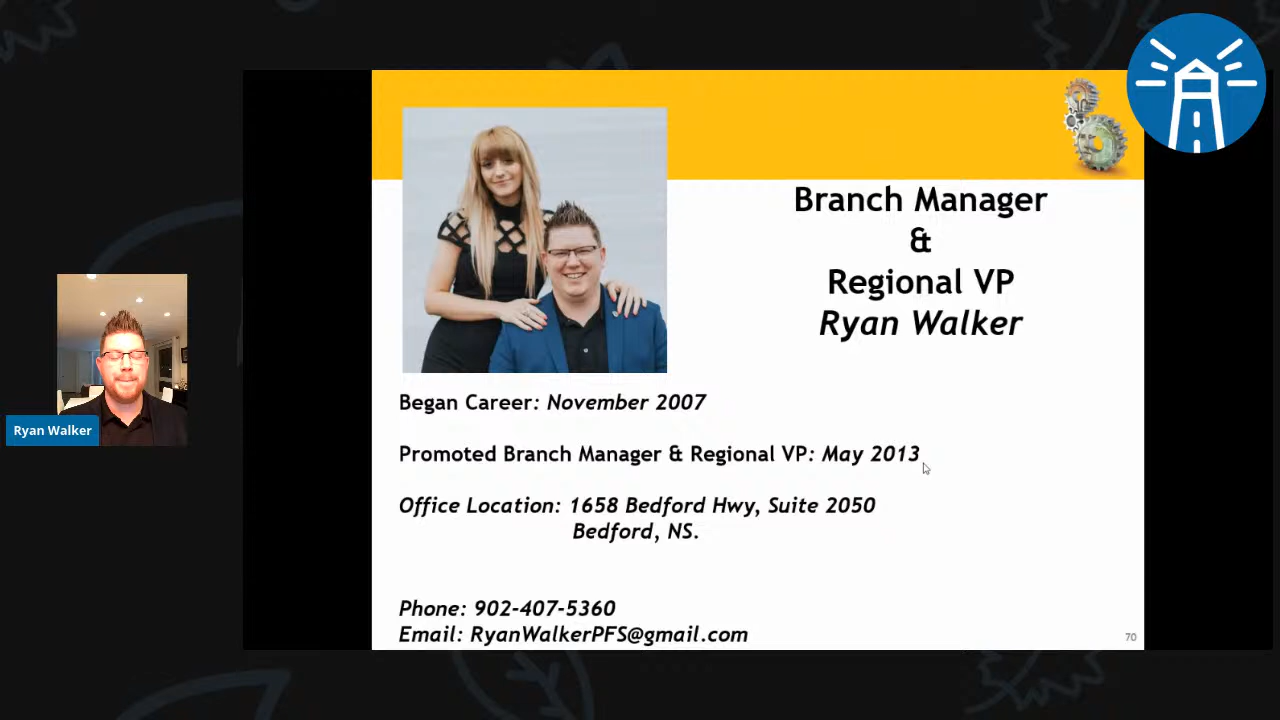 Branch Manager
&
Regional VP
Ryan Walker
Began Career: November 2007
Promoted Branch Manager & Regional VP: May 2013
Office Location: 1658 Bedford Hwy, Suite 2050
Bedford, NS.
Phone: 902-407-5360
Email: RyanWalkerPFS@gmail.com
70
Ryan Walker